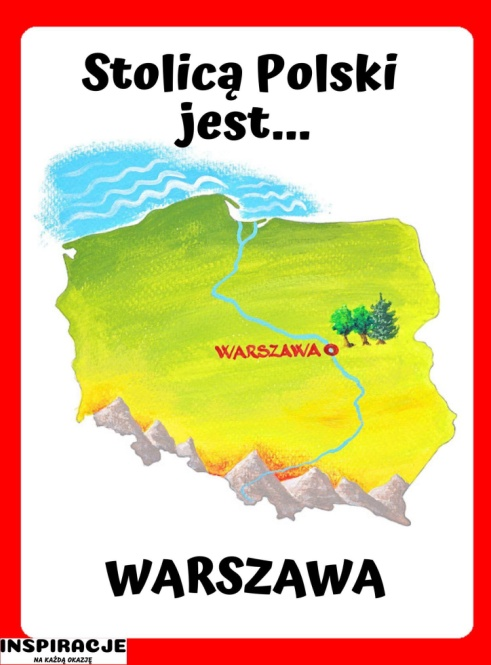 Stolicą Polski
jest...
WARSZAWA
WARSZAWA
INSPIRACJE
NA KAŻDĄ OKAZJĘ